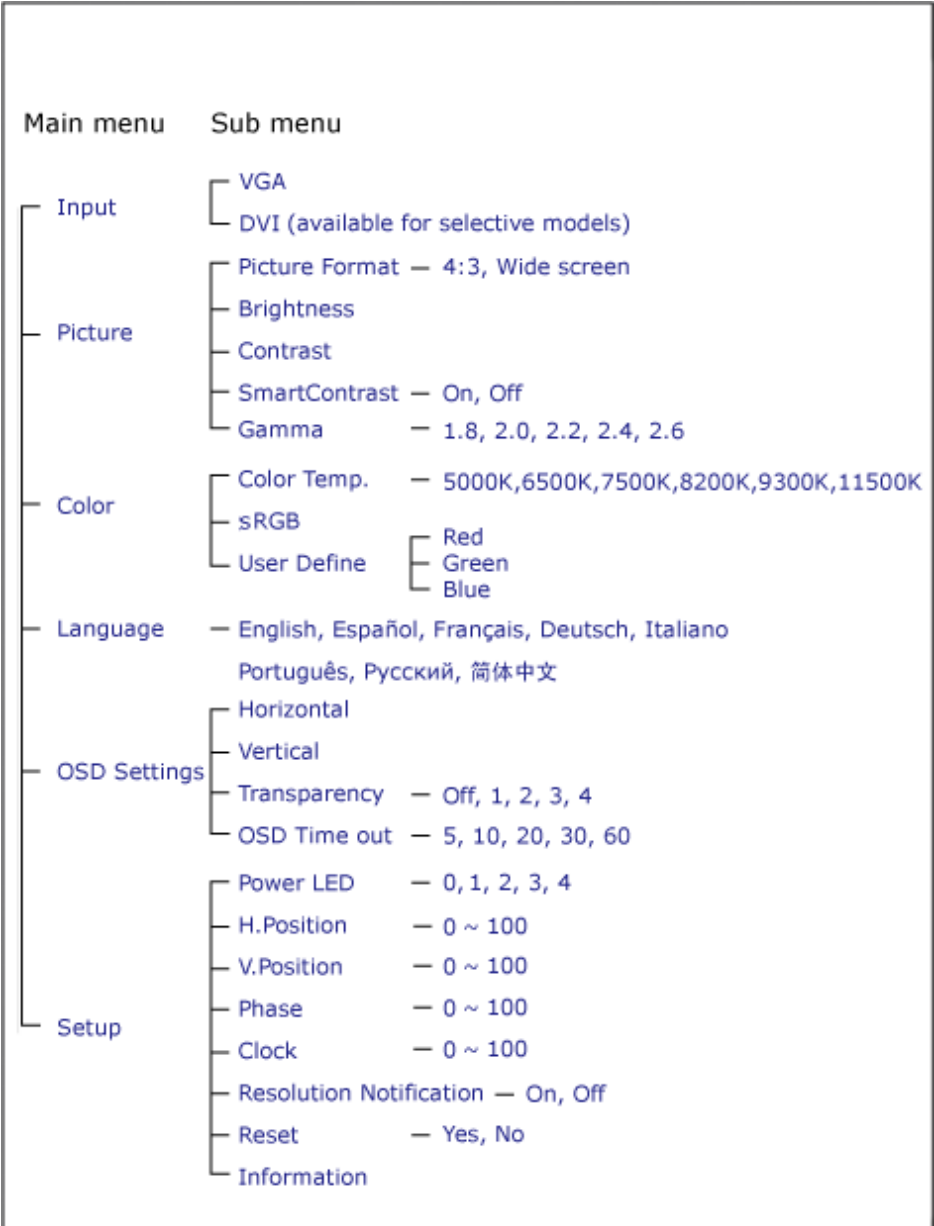 Main menu Sub menu
VGA
Input
DVI (available for selective models)
Picture Format — 4:3, Wide screen
Brightness
Picture
Contrast
SmartContrast — On, Off
Gamma — 1.8, 2.0, 2.2, 2.4, 2.6
Color Temp. — 5000K,6500K,7500K,8200K,9300K,11500K
Color
sRGB
Red
User Define Green
Blue
Language — English, Español, Français, Deutsch, Italiano
Português, Русский, 简体中文
Horizontal
Vertical
OSD Settings
Transparency — Off, 1, 2, 3, 4
OSD Time out — 5, 10, 20, 30, 60
Power LED — 0, 1, 2, 3, 4
H.Position — 0 ~ 100
V.Position — 0 ~ 100
Phase — 0 ~ 100
Setup
Clock — 0 ~ 100
Resolution Notification — On, Off
Reset — Yes, No
Information